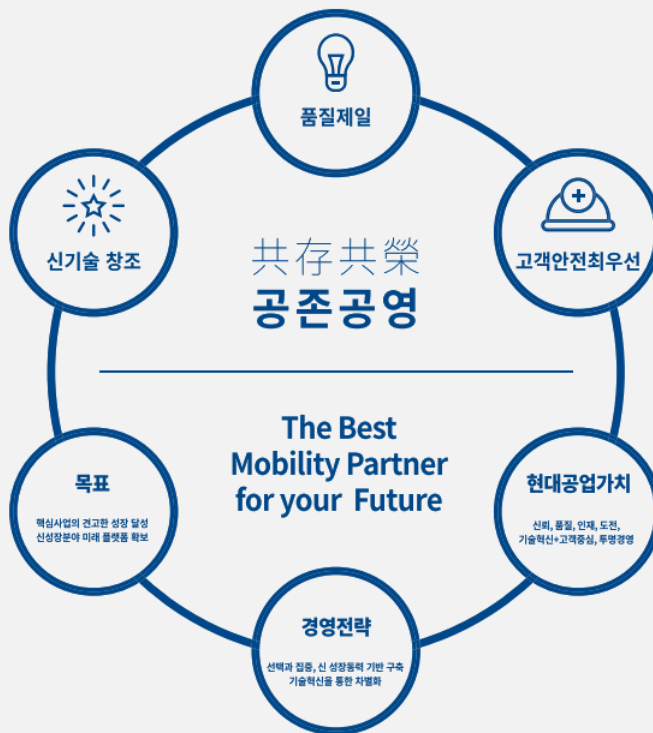 품질제일
신기술 창조
고객안전최우선
共存共榮
공존공영
The Best
Mobility Partner
for your Future
목표
핵심사업의 견고한 성장 달성
신성장분야 미래 플랫폼 확보
현대공업가치
신뢰, 품질, 인재, 도전,
기술혁신+고객중심, 투명경영
경영전략
선택과 집중, 신 성장동력 기반 구축
기술혁신을 통한 차별화